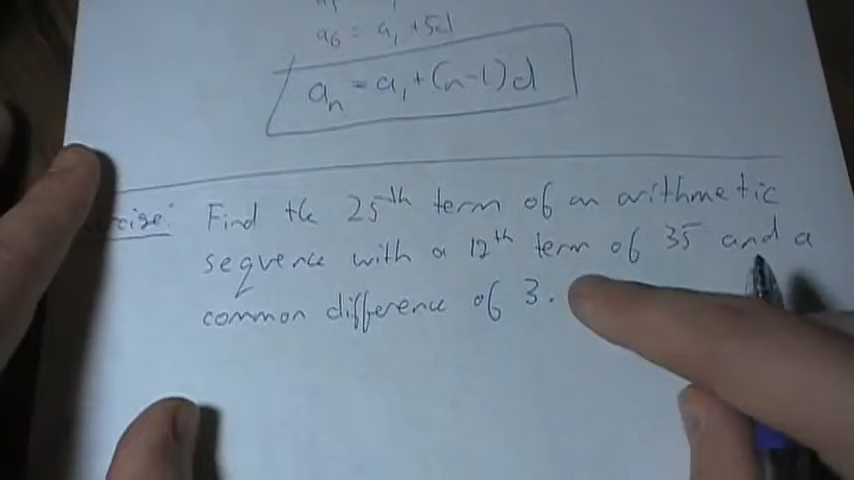 a₆ = a₁ + 5d
aₙ = a₁ + (n-1)d
Find the 25th term of an arithmetic
sequence with a 12th term of 35 and a
common difference of 3.